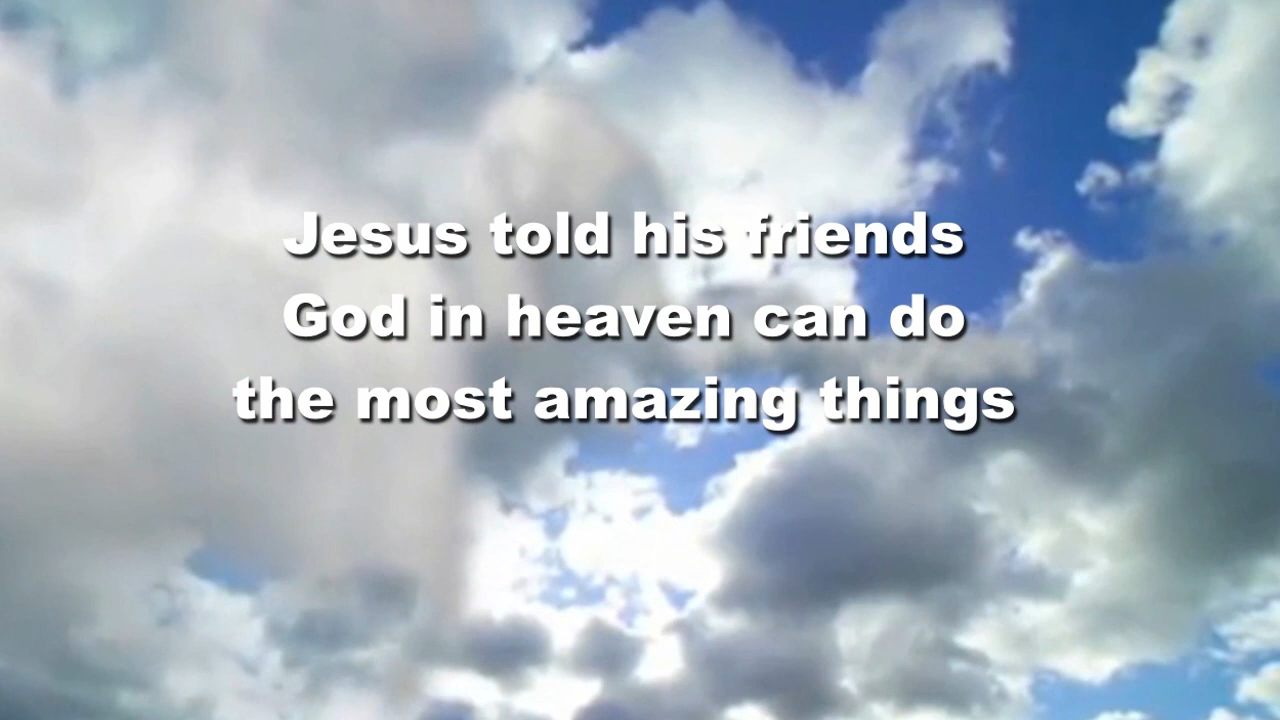 Jesus told his friends
God in heaven can do
the most amazing things